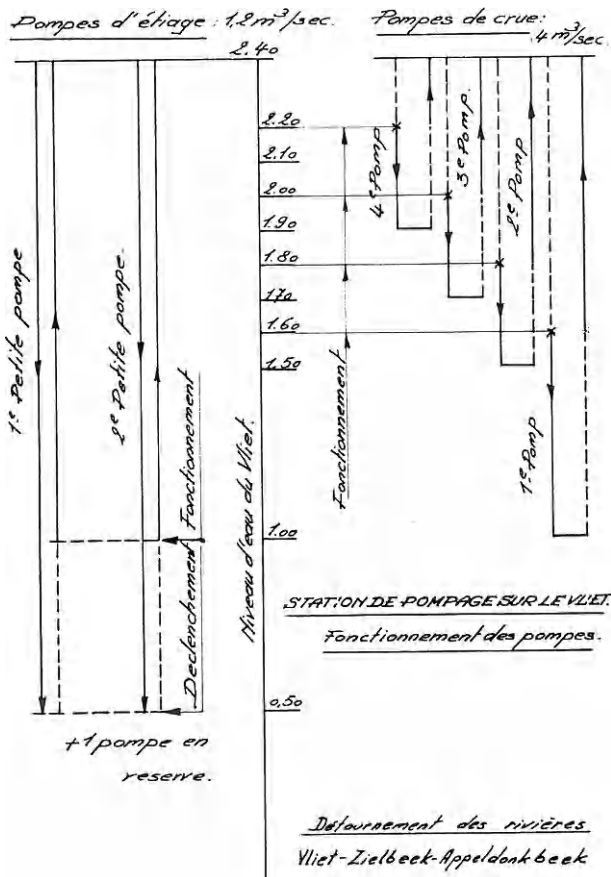 Pompes d'étiage : 1,2 m³/sec.
Pompes de crue:
4 m³/sec.
2.40
2.20
2.10
2.00
1.90
1.80
1.70
1.60
1.50
1.00
0,50
4e Pomp
3e Pomp.
2e Pomp
1e Pomp
1e Petite pompe
2e Petite pompe.
Declenchement Fonctionnement
Niveau d'eau du Vliet.
Fonctionnement
+1 pompe en
reserve.
STATION DE POMPAGE SUR LE VLIET.
Fonctionnement des pompes.
Détournement des rivières
Vliet-Zielbeek-Appeldonkbeek